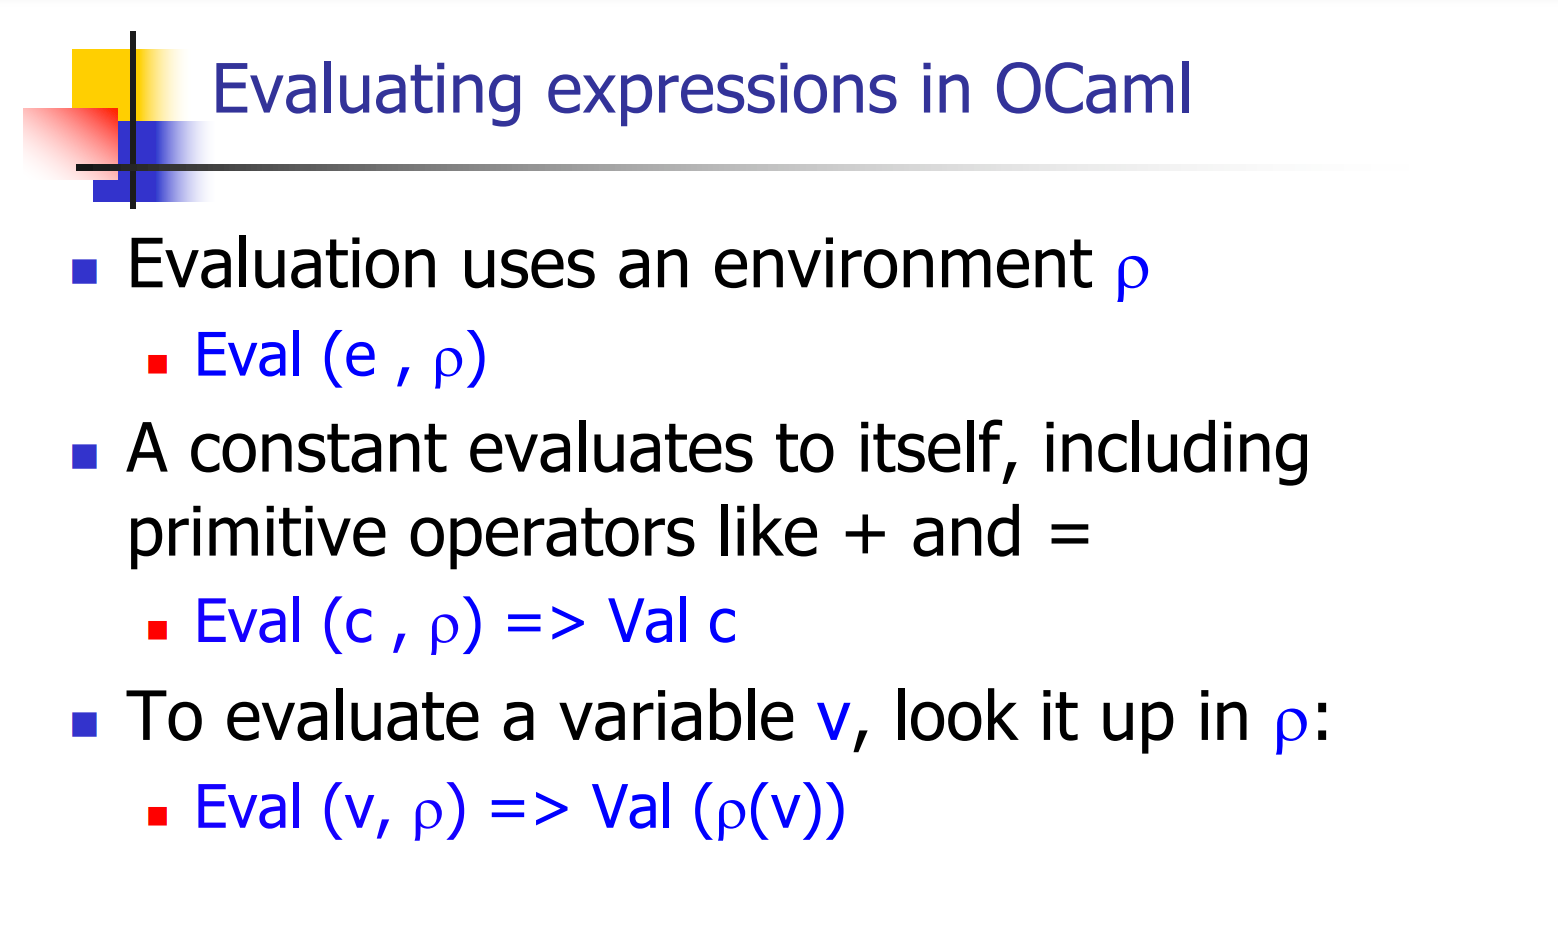 Evaluating expressions in OCaml
Evaluation uses an environment ρ
Eval (e , ρ)
A constant evaluates to itself, including
primitive operators like + and =
Eval (c , ρ) => Val c
To evaluate a variable v, look it up in ρ:
Eval (v, ρ) => Val (ρ(v))